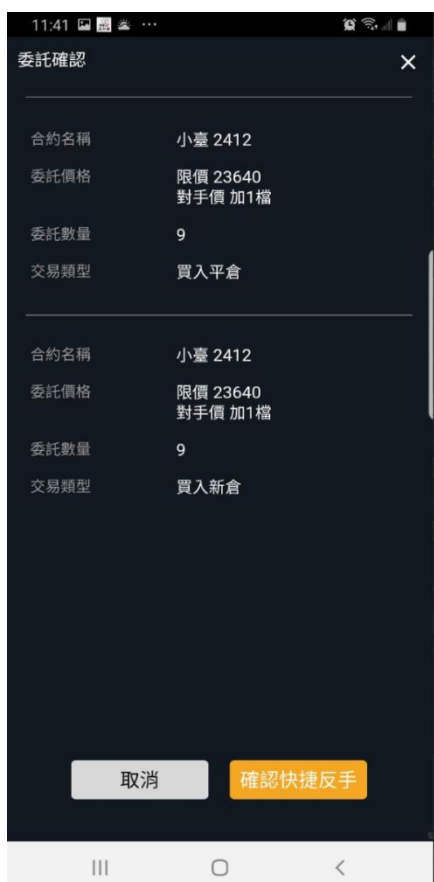 11:41
委託確認
合約名稱 小臺 2412
委託價格 限價 23640
對手價 加1檔
委託數量 9
交易類型 買入平倉
合約名稱 小臺 2412
委託價格 限價 23640
對手價 加1檔
委託數量 9
交易類型 買入新倉
取消 確認快捷反手